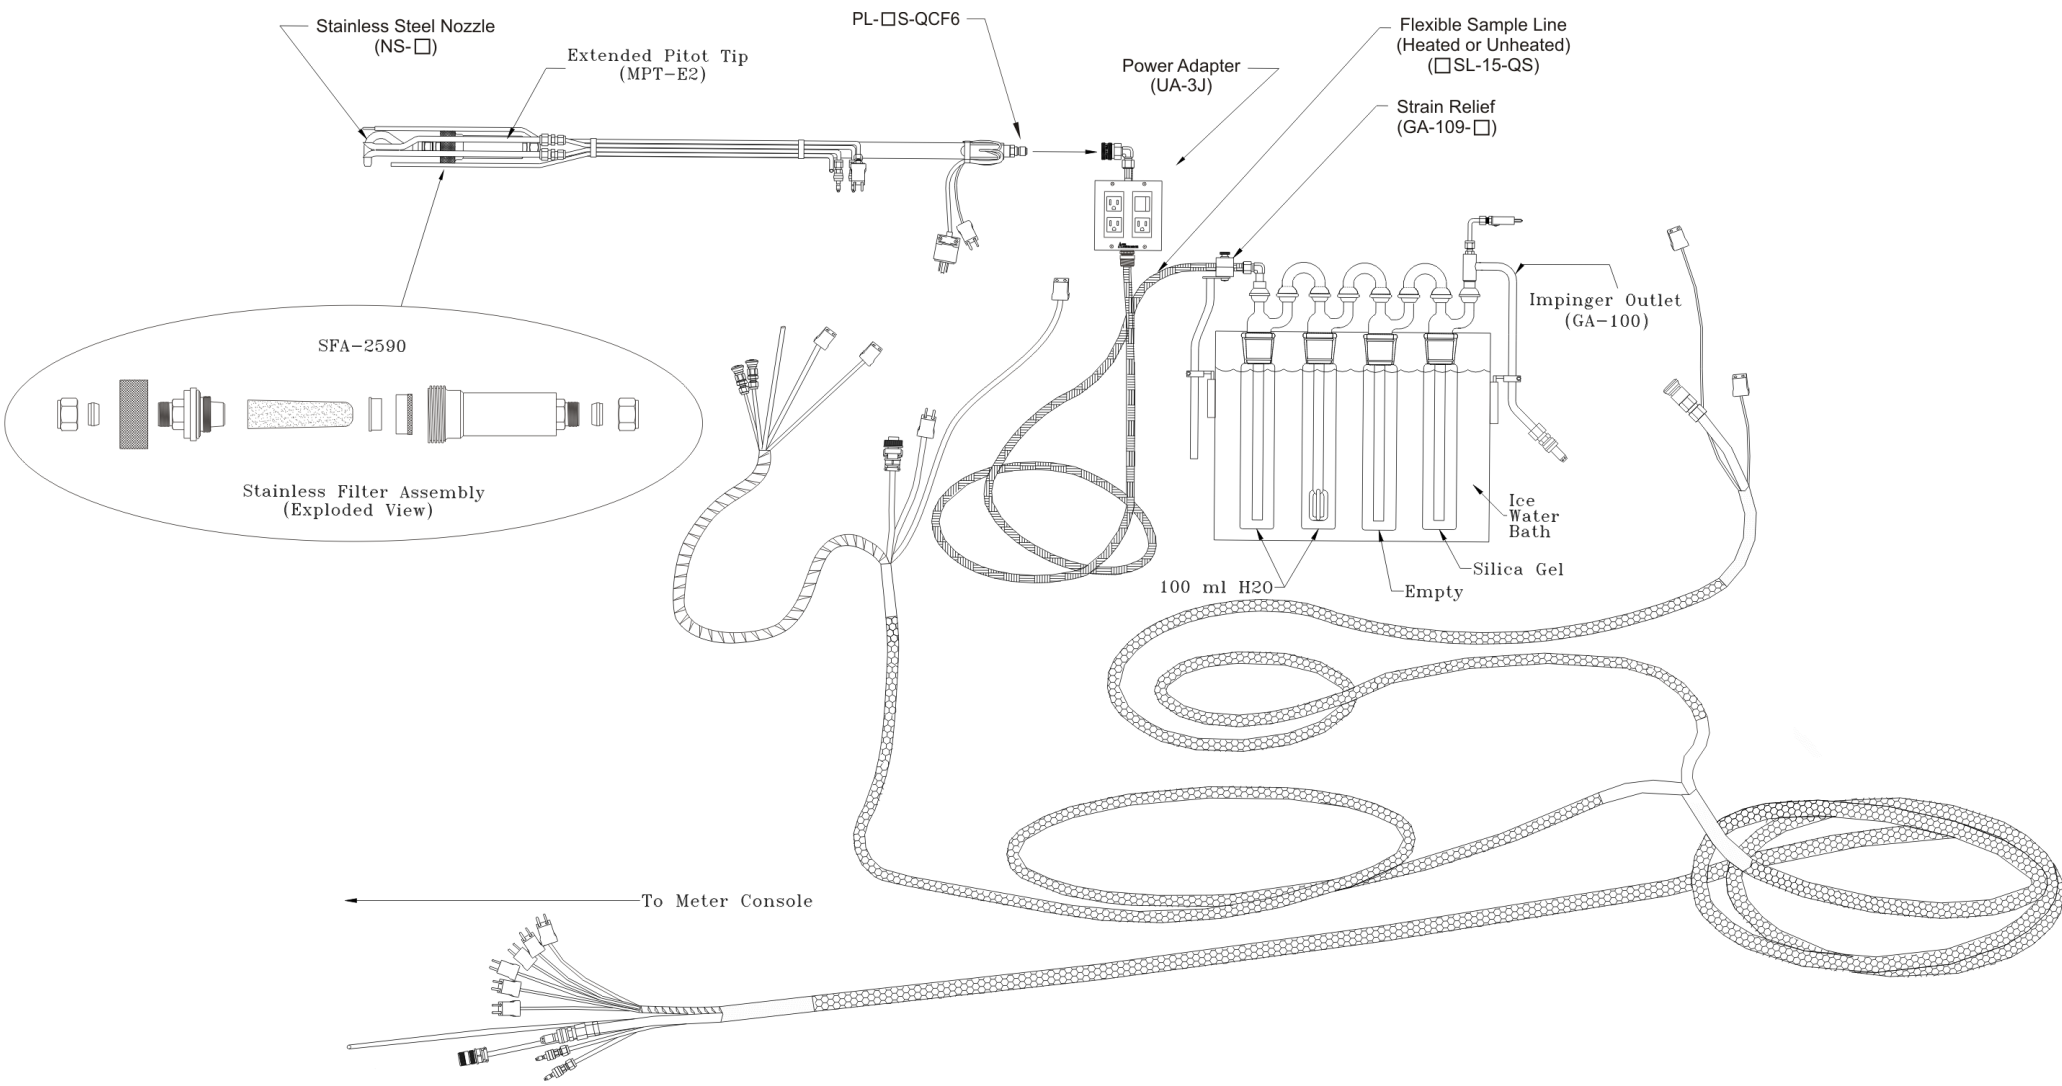 Stainless Steel Nozzle
(NS-□)
Extended Pitot Tip
(MPT-E2)
PL-□S-QCF6
Power Adapter
(UA-3J)
Flexible Sample Line
(Heated or Unheated)
(□SL-15-QS)
Strain Relief
(GA-109-□)
Impinger Outlet
(GA-100)
SFA-2590
Stainless Filter Assembly
(Exploded View)
Ice
Water
Bath
100 ml H20
Silica Gel
Empty
To Meter Console